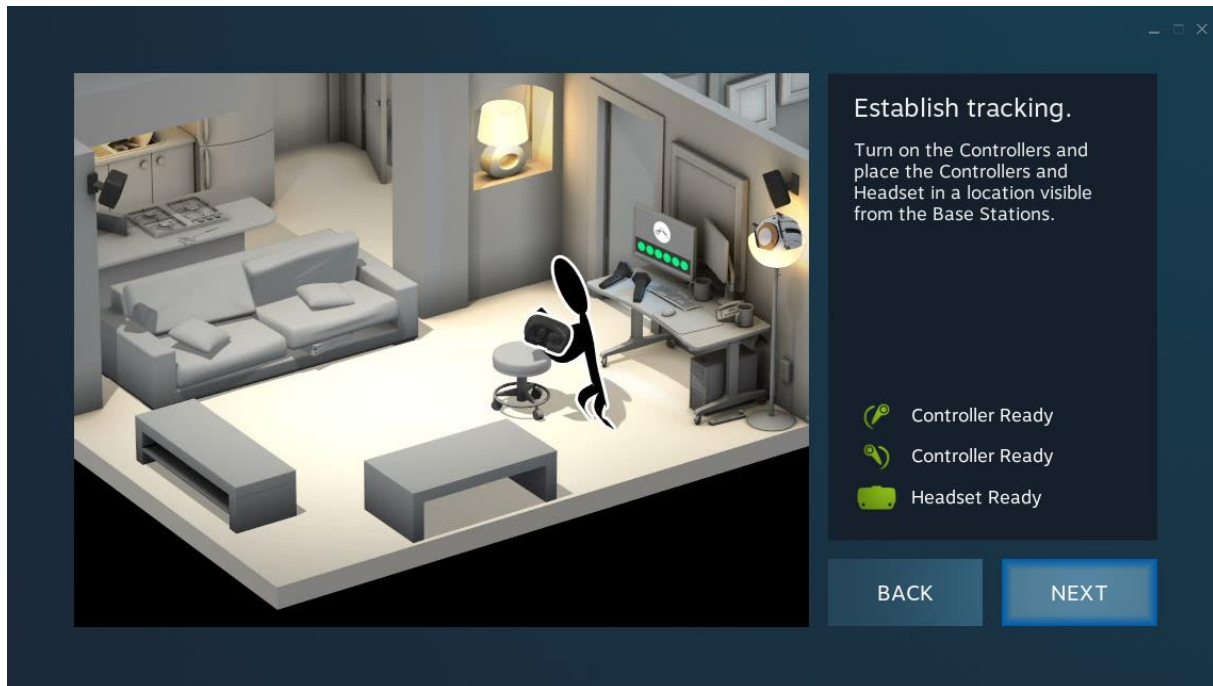 Establish tracking.
Turn on the Controllers and
place the Controllers and
Headset in a location visible
from the Base Stations.
Controller Ready
Controller Ready
Headset Ready
BACK
NEXT